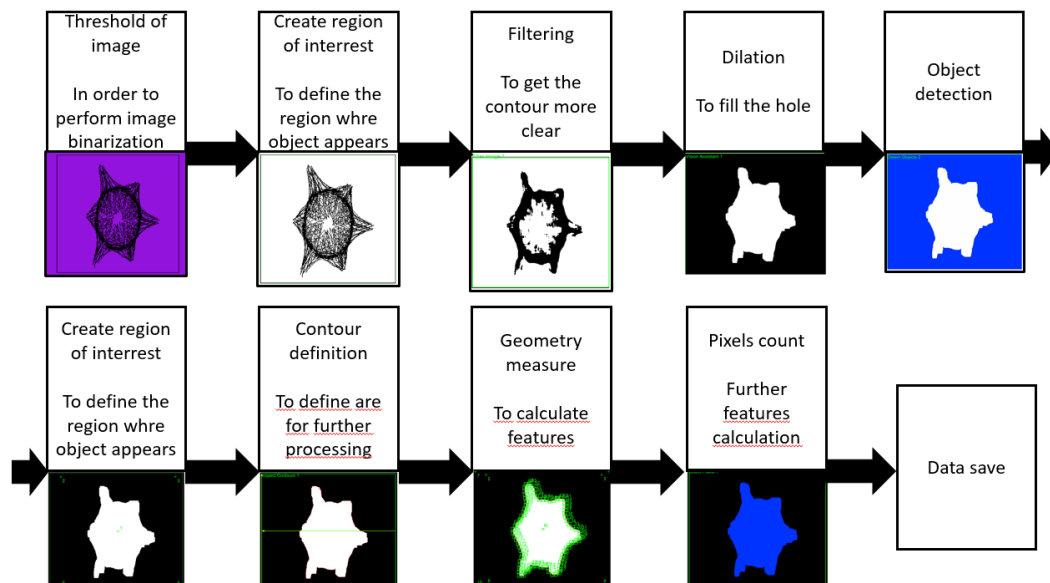 Threshold of
image
In order to
perform image
binarization
Create region
of interrest
To define the
region whre
object appears
Filtering
To get the
contour more
clear
Dilation
To fill the hole
Object
detection
Create region
of interrest
To define the
region whre
object appears
Contour
definition
To define are
for further
processing
Geometry
measure
To calculate
features
Pixels count
Further
features
calculation
Data save